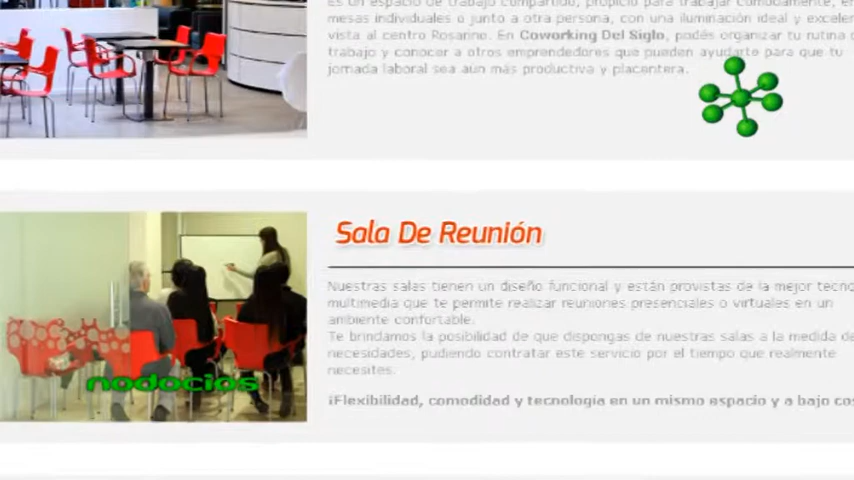 Es un espacio de trabajo compartido, propicio para trabajar cómodamente, en
mesas individuales o junto a otra persona, con una iluminación ideal y
vista al centro Rosarino. En Coworking Del Siglo, podés organizar tu rutina
trabajo y conocer a otros emprendedores que pueden ayudarte para que tu
jornada laboral sea aún más productiva y placentera.
Sala De Reunión
Nuestras salas tienen un diseño funcional y están provistas de la mejor
multimedia que te permite realizar reuniones presenciales o virtuales en un
ambiente confortable.
Te brindamos la posibilidad de que dispongas de nuestras salas a la medida
necesidades, pudiendo contratar este servicio por el tiempo que realmente
necesites.
¡Flexibilidad, comodidad y tecnología en un mismo espacio y a bajo
nodocios